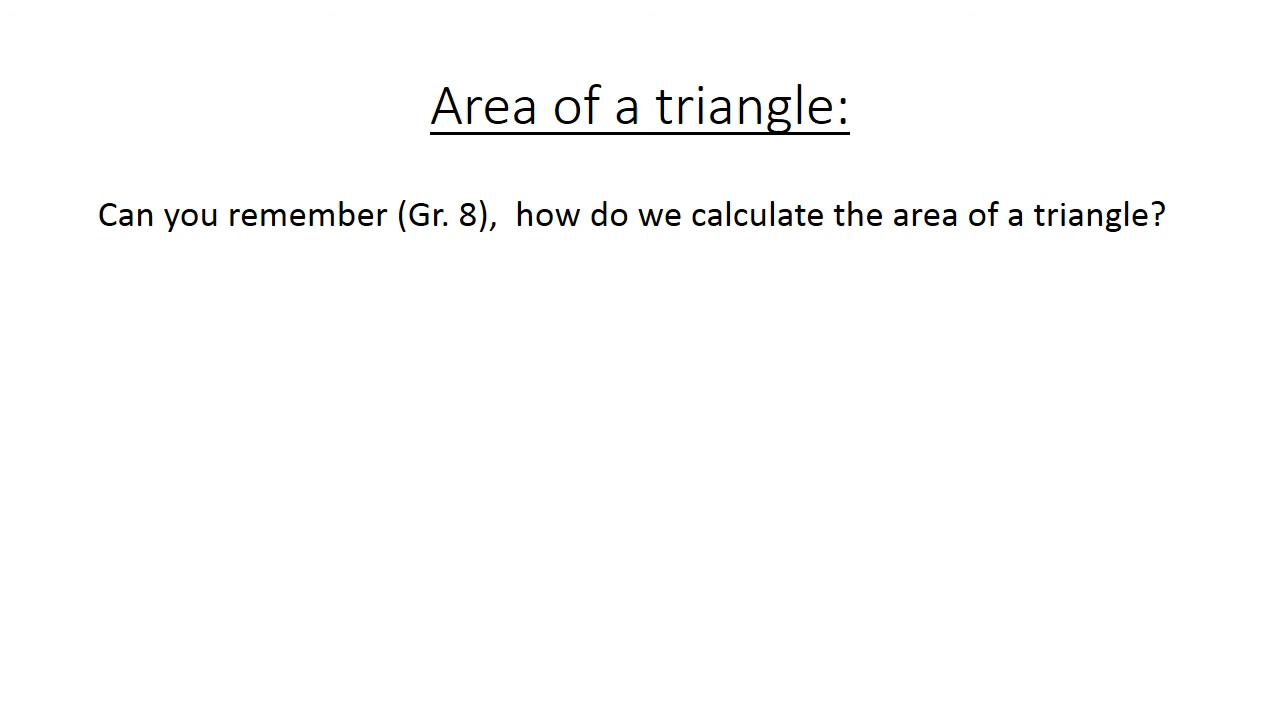 Area of a triangle:
Can you remember (Gr. 8),  how do we calculate the area of a triangle?